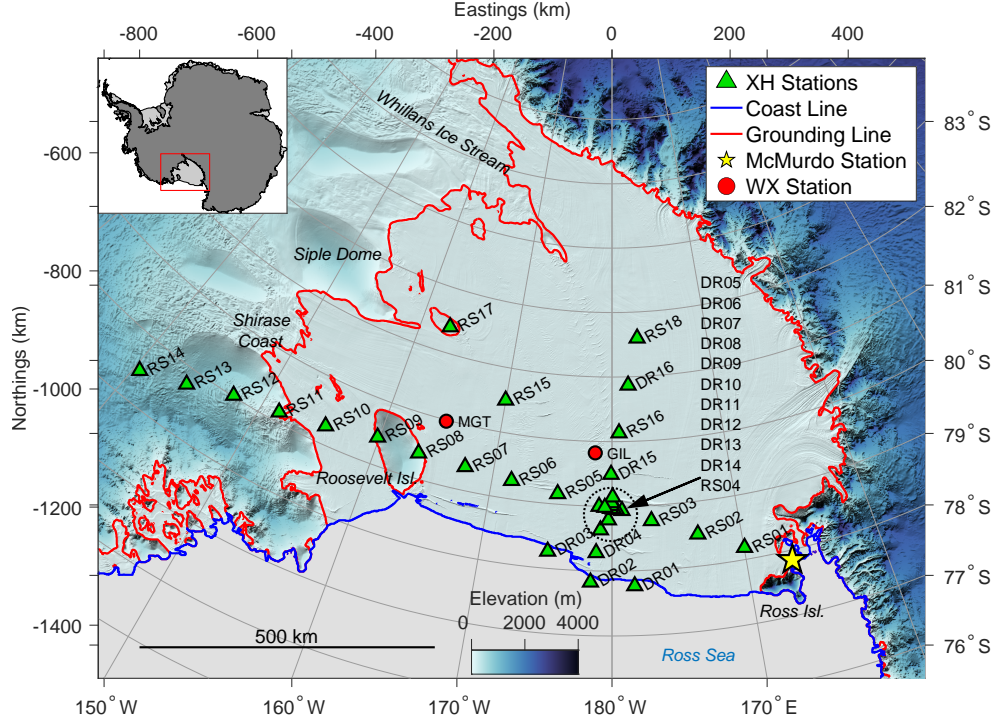 Eastings (km)
-800
-600
-400
-200
0
200
400
XH Stations
Coast Line
Grounding Line
McMurdo Station
WX Station
83° S
82° S
81° S
80° S
79° S
78° S
77° S
76° S
Northings (km)
-600
-800
-1000
-1200
-1400
Whillans Ice Stream
Siple Dome
Shirase
Coast
Roosevelt Isl.
RS17
RS18
RS14
RS13
RS12
RS11
RS10
RS09
RS08
RS07
RS06
RS05
RS15
DR16
RS16
DR15
MGT
GIL
DR05
DR06
DR07
DR08
DR09
DR10
DR11
DR12
DR13
DR14
RS04
RS03
RS02
RS01
DR03
DR04
DR02
DR01
Ross Isl.
Elevation (m)
0
2000
4000
500 km
Ross Sea
150° W
160° W
170° W
180° W
170° E